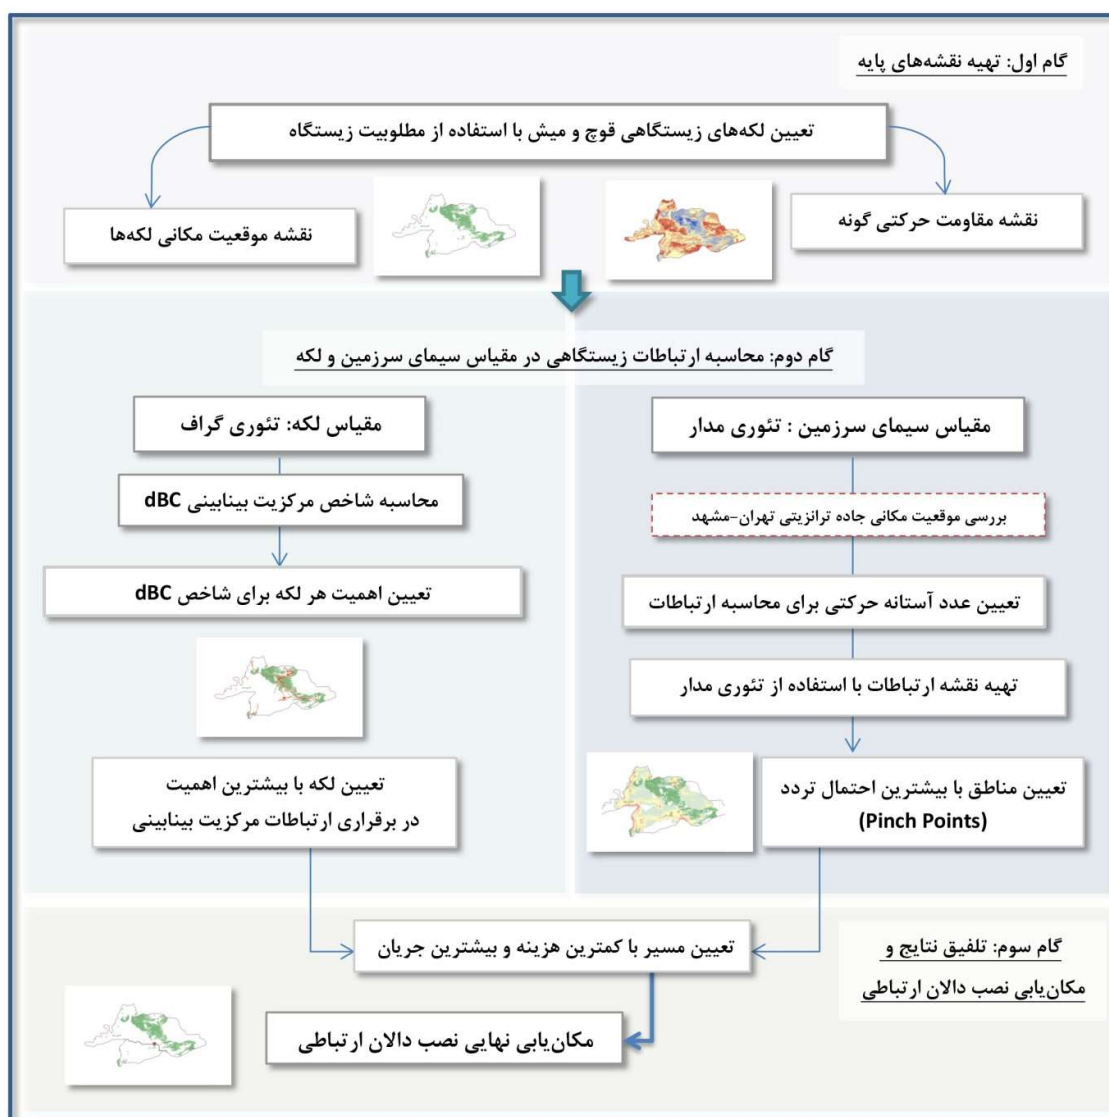 گام اول: تهیه نقشه‌های پایه
تعیین لکه‌های زیستگاهی قوچ و میش با استفاده از مطلوبیت زیستگاه
نقشه مقاومت حرکتی گونه
نقشه موقعیت مکانی لکه‌ها
گام دوم: محاسبه ارتباطات زیستگاهی در مقیاس سیمای سرزمین و لکه
مقیاس سیمای سرزمین : تئوری مدار
بررسی موقعیت مکانی جاده ترانزیتی تهران-مشهد
تعیین عدد آستانه حرکتی برای محاسبه ارتباطات
تهیه نقشه ارتباطات با استفاده از تئوری مدار
تعیین مناطق با بیشترین احتمال تردد
(Pinch Points)
مقیاس لکه: تئوری گراف
محاسبه شاخص مرکزیت بینابینی dBC
تعیین اهمیت هر لکه برای شاخص dBC
تعیین لکه با بیشترین اهمیت
در برقراری ارتباطات مرکزیت بینابینی
گام سوم: تلفیق نتایج و
مکان‌یابی نصب دالان ارتباطی
تعیین مسیر با کمترین هزینه و بیشترین جریان
مکان‌یابی نهایی نصب دالان ارتباطی